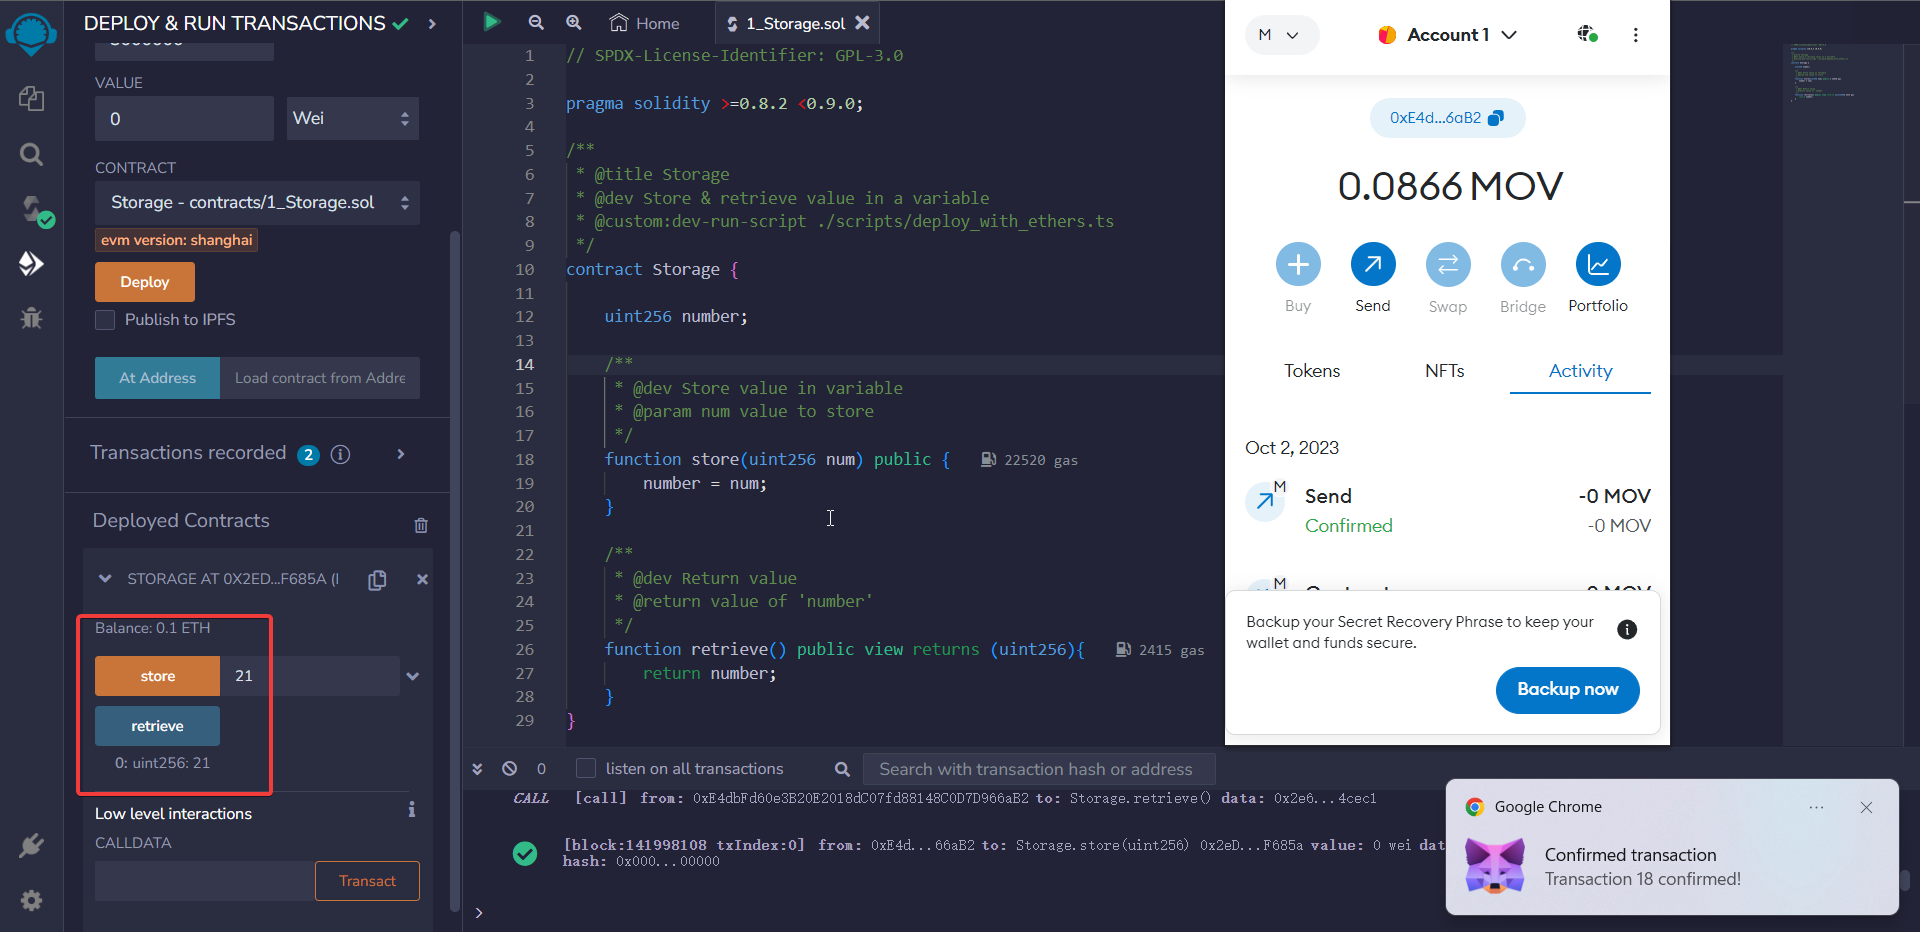 DEPLOY & RUN TRANSACTIONS
VALUE
0
Wei
CONTRACT
Storage - contracts/1_Storage.sol
evm version: shanghai
Deploy
Publish to IPFS
At Address
Load contract from Addre
Transactions recorded 2
Deployed Contracts
STORAGE AT 0X2ED...F685A (
Balance: 0.1 ETH
store 21
retrieve
0: uint256: 21
Low level interactions
CALLDATA
Transact
Home
1_Storage.sol
1 // SPDX-License-Identifier: GPL-3.0
2
3 pragma solidity >=0.8.2 <0.9.0;
4
5 /**
6 * @title Storage
7 * @dev Store & retrieve value in a variable
8 * @custom:dev-run-script ./scripts/deploy_with_ethers.ts
9 */
10 contract Storage {
11
12 uint256 number;
13
14 /**
15 * @dev Store value in variable
16 * @param num value to store
17 */
18 function store(uint256 num) public { 22520 gas
19 number = num;
20 }
21
22 /**
23 * @dev Return value
24 * @return value of 'number'
25 */
26 function retrieve() public view returns (uint256){ 2415 gas
27 return number;
28 }
29 }
0
listen on all transactions
Search with transaction hash or address
CALL [call] from: 0xE4dbFd60e3B20E2018dC07fd88148C0D7D966aB2 to: Storage.retrieve() data: 0x2e6...4cec1
[block:141998108 txIndex:0] from: 0xE4d...66aB2 to: Storage.store(uint256) 0x2eD...F685a value: 0 wei dat
hash: 0x000...00000
>
M
Account 1
0xE4d...6aB2
0.0866 MOV
Buy
Send
Swap
Bridge
Portfolio
Tokens
NFTs
Activity
Oct 2, 2023
M
Send
-0 MOV
Confirmed
-0 MOV
M
Backup your Secret Recovery Phrase to keep your
wallet and funds secure.
Backup now
Google Chrome
Confirmed transaction
Transaction 18 confirmed!